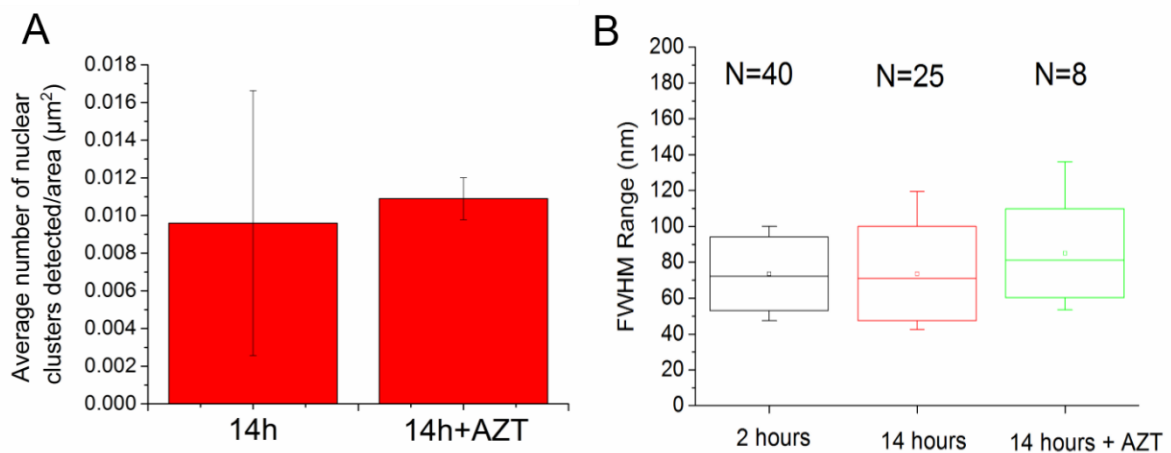 A
Average number of nuclear
clusters detected/area (µm²)
0.018
0.016
0.014
0.012
0.010
0.008
0.006
0.004
0.002
0.000
14h
14h+AZT
B
FWHM Range (nm)
200
180
160
140
120
100
80
60
40
20
0
N=40
N=25
N=8
2 hours
14 hours
14 hours + AZT